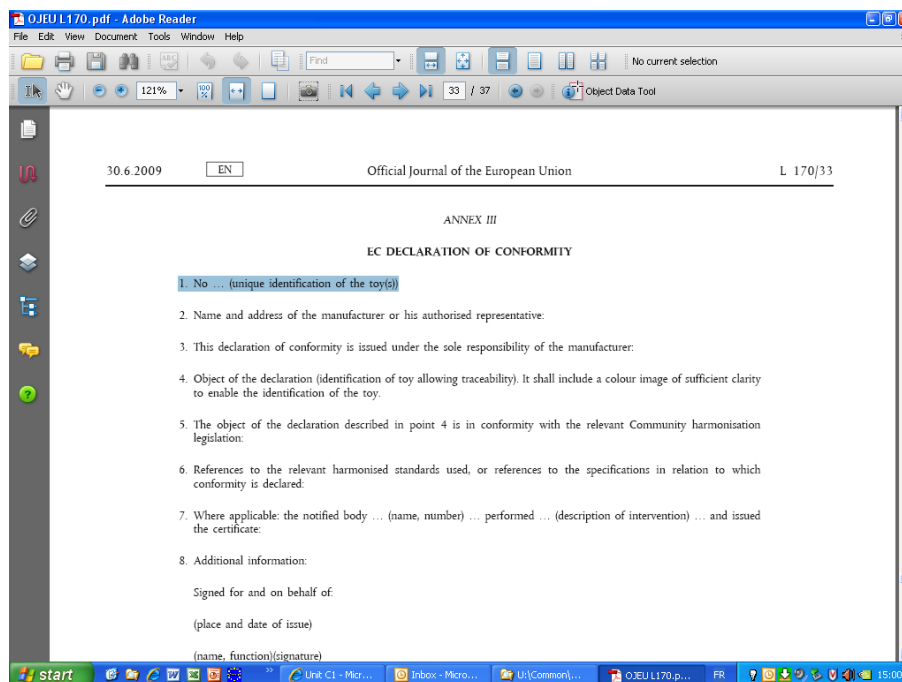 OJEU L170.pdf - Adobe Reader
File Edit View Document Tools Window Help
Find
No current selection
121%
33 / 37
Object Data Tool
30.6.2009 EN Official Journal of the European Union L 170/33
ANNEX III
EC DECLARATION OF CONFORMITY
1. No … (unique identification of the toy(s))
2. Name and address of the manufacturer or his authorised representative:
3. This declaration of conformity is issued under the sole responsibility of the manufacturer:
4. Object of the declaration (identification of toy allowing traceability). It shall include a colour image of sufficient clarity
to enable the identification of the toy.
5. The object of the declaration described in point 4 is in conformity with the relevant Community harmonisation
legislation:
6. References to the relevant harmonised standards used, or references to the specifications in relation to which
conformity is declared:
7. Where applicable: the notified body … (name, number) … performed … (description of intervention) … and issued
the certificate:
8. Additional information:
Signed for and on behalf of:
(place and date of issue)
(name, function)(signature)
start Unit C1 - Micr... Inbox - Micro... U:\Common\... OJEU L170.p... FR 15:00